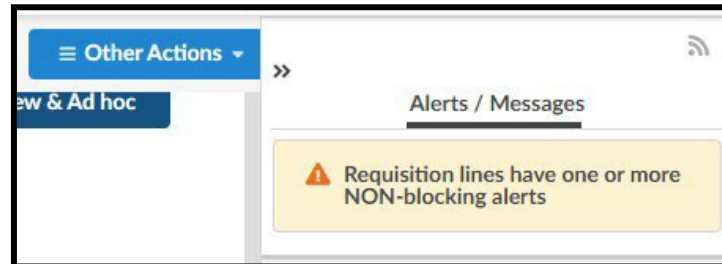 Other Actions
ew & Ad hoc
Alerts / Messages
Requisition lines have one or more
NON-blocking alerts